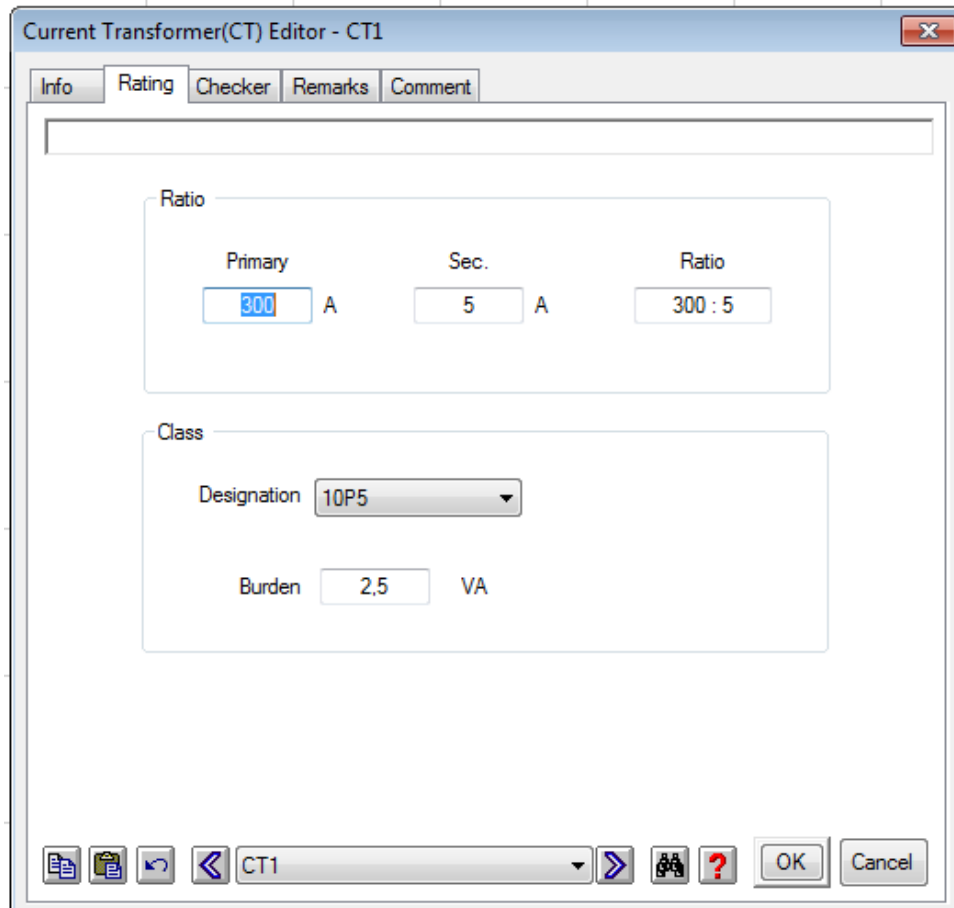 Current Transformer(CT) Editor - CT1
Info Rating Checker Remarks Comment
Ratio
Primary Sec. Ratio
300 A 5 A 300 : 5
Class
Designation 10P5
Burden 2,5 VA
CT1 ? OK Cancel